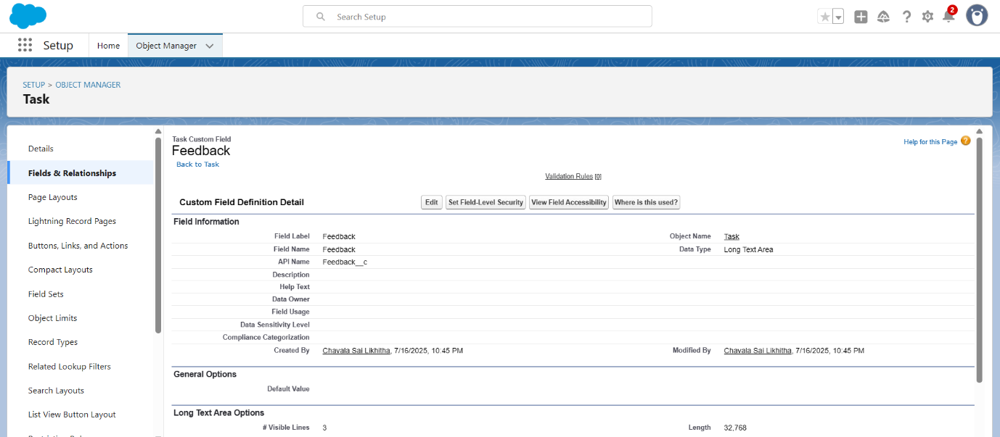 Search Setup
2
Setup
Home
Object Manager
SETUP > OBJECT MANAGER
Task
Details
Fields & Relationships
Page Layouts
Lightning Record Pages
Buttons, Links, and Actions
Compact Layouts
Field Sets
Object Limits
Record Types
Related Lookup Filters
Search Layouts
List View Button Layout
Task Custom Field
Feedback
Back to Task
Help for this Page ?
Validation Rules [0]
Custom Field Definition Detail
Edit Set Field-Level Security View Field Accessibility Where is this used?
Field Information
Field Label Feedback Object Name Task
Field Name Feedback Data Type Long Text Area
API Name Feedback__c
Description
Help Text
Data Owner
Field Usage
Data Sensitivity Level
Compliance Categorization
Created By Chavala Sai Likhitha, 7/16/2025, 10:45 PM Modified By Chavala Sai Likhitha, 7/16/2025, 10:45 PM
General Options
Default Value
Long Text Area Options
# Visible Lines 3 Length 32,768